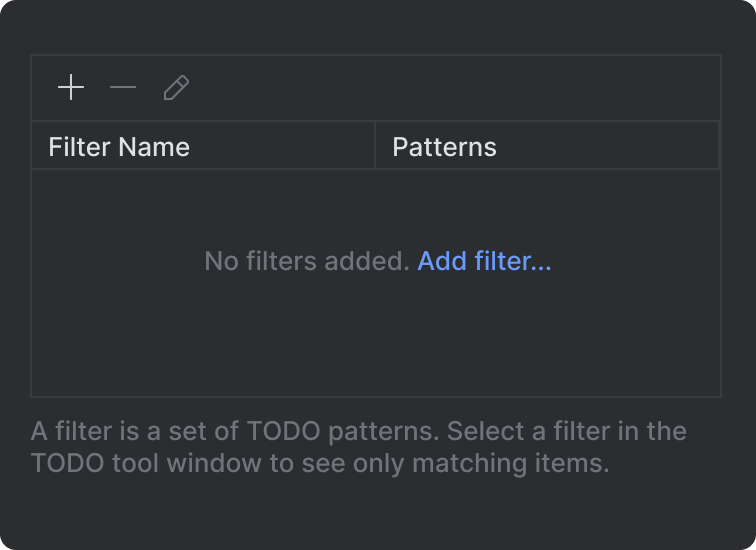 Filter Name
Patterns
No filters added. Add filter...
A filter is a set of TODO patterns. Select a filter in the
TODO tool window to see only matching items.